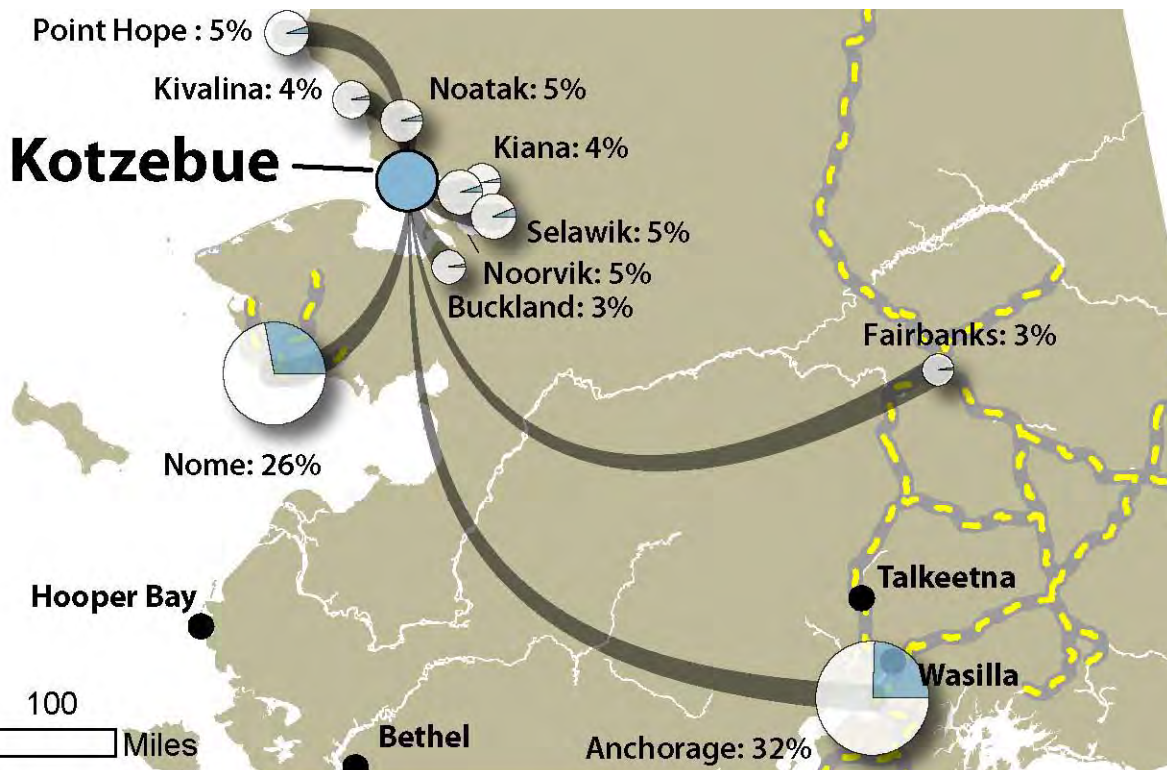 Point Hope : 5%
Kivalina: 4%
Noatak: 5%
Kotzebue
Kiana: 4%
Selawik: 5%
Noorvik: 5%
Buckland: 3%
Fairbanks: 3%
Nome: 26%
Hooper Bay
Talkeetna
Wasilla
100
Miles
Bethel
Anchorage: 32%